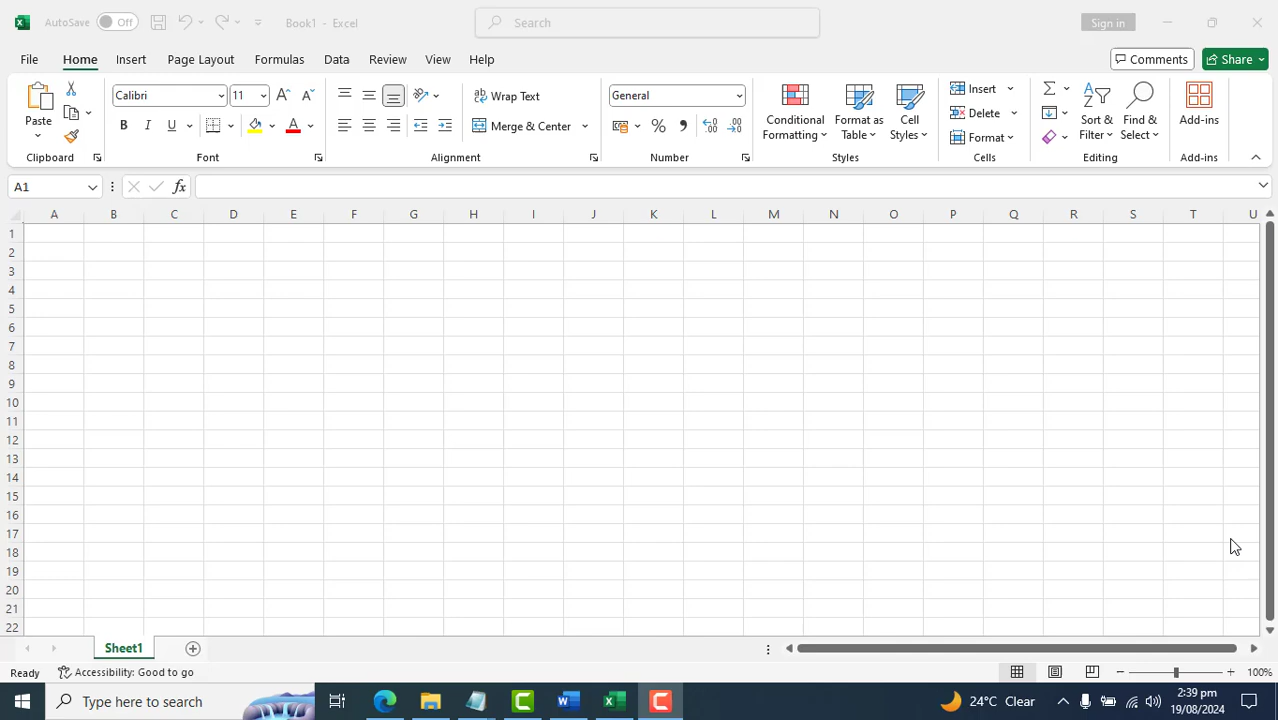 AutoSave Off Book1 - Excel Search Sign in
File Home Insert Page Layout Formulas Data Review View Help Comments Share
Paste Calibri 11 Wrap Text General Conditional Formatting Format as Table Cell Styles Insert Sort & Filter Find & Select Add-ins
B I U Merge & Center % Delete
Format
Clipboard Font Alignment Number Styles Cells Editing Add-ins
A1 fx
A B C D E F G H I J K L M N O P Q R S T U
1
2
3
4
5
6
7
8
9
10
11
12
13
14
15
16
17
18
19
20
21
22
Sheet1
Ready Accessibility: Good to go 100%
Type here to search 24°C Clear 2:39 pm
19/08/2024